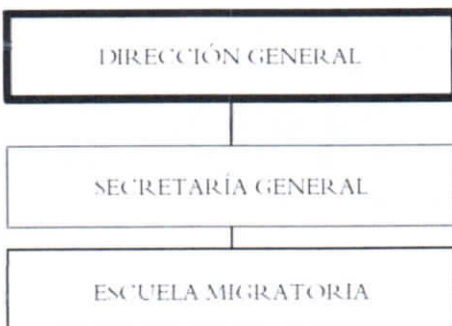 DIRECCIÓN GENERAL
SECRETARÍA GENERAL
ESCUELA MIGRATORIA